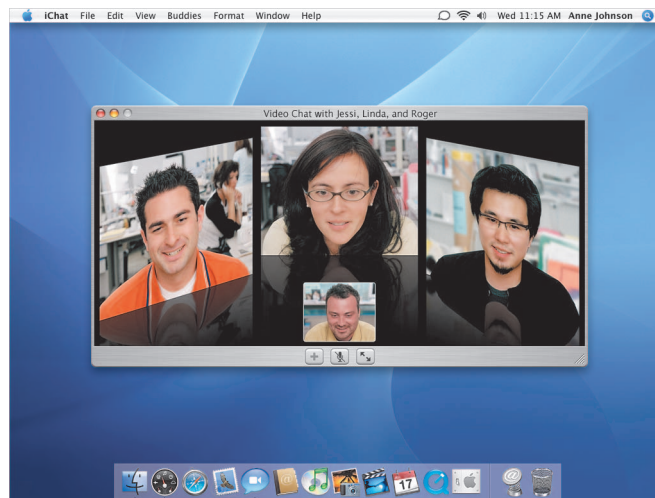 iChat File Edit View Buddies Format Window Help Wed 11:15 AM Anne Johnson
Video Chat with Jessi, Linda, and Roger
17